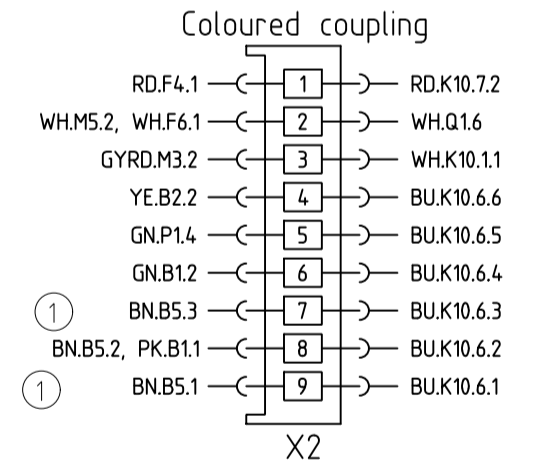 Coloured coupling
RD.F4.1 1 RD.K10.7.2
WH.M5.2, WH.F6.1 2 WH.Q1.6
GYRD.M3.2 3 WH.K10.1.1
YE.B2.2 4 BU.K10.6.6
GN.P1.4 5 BU.K10.6.5
GN.B1.2 6 BU.K10.6.4
1 BN.B5.3 7 BU.K10.6.3
BN.B5.2, PK.B1.1 8 BU.K10.6.2
1 BN.B5.1 9 BU.K10.6.1
X2